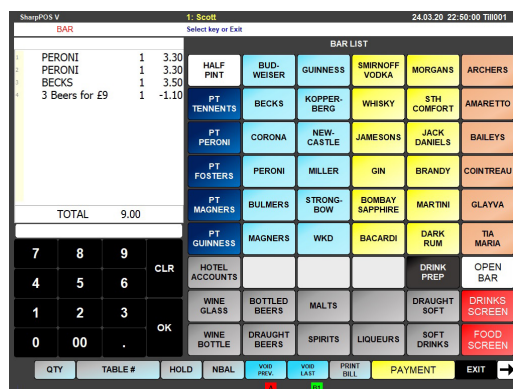 SharpPOS V
1: Scott
24.03.20 22:50:00 Till001
BAR
Select key or Exit
BAR LIST
1 PERONI 1 3.30
2 PERONI 1 3.30
3 BECKS 1 3.50
4 3 Beers for £9 1 -1.10
TOTAL 9.00
HALF
PINT
BUD-
WEISER
GUINNESS
SMIRNOFF
VODKA
MORGANS
ARCHERS
PT
TENNENTS
BECKS
KOPPER-
BERG
WHISKY
STH
COMFORT
AMARETTO
PT
PERONI
CORONA
NEW-
CASTLE
JAMESONS
JACK
DANIELS
BAILEYS
PT
FOSTERS
PERONI
MILLER
GIN
BRANDY
COINTREAU
PT
MAGNERS
BULMERS
STRONG-
BOW
BOMBAY
SAPPHIRE
MARTINI
GLAYVA
PT
GUINNESS
MAGNERS
WKD
BACARDI
DARK
RUM
TIA
MARIA
HOTEL
ACCOUNTS
DRINK
PREP
OPEN
BAR
WINE
GLASS
BOTTLED
BEERS
MALTS
DRAUGHT
SOFT
DRINKS
SCREEN
WINE
BOTTLE
DRAUGHT
BEERS
SPIRITS
LIQUEURS
SOFT
DRINKS
FOOD
SCREEN
7 8 9
CLR
4 5 6
1 2 3
OK
0 00 .
QTY
TABLE #
HOLD
NBAL
VOID
PREV.
VOID
LAST
PRINT
BILL
PAYMENT
EXIT